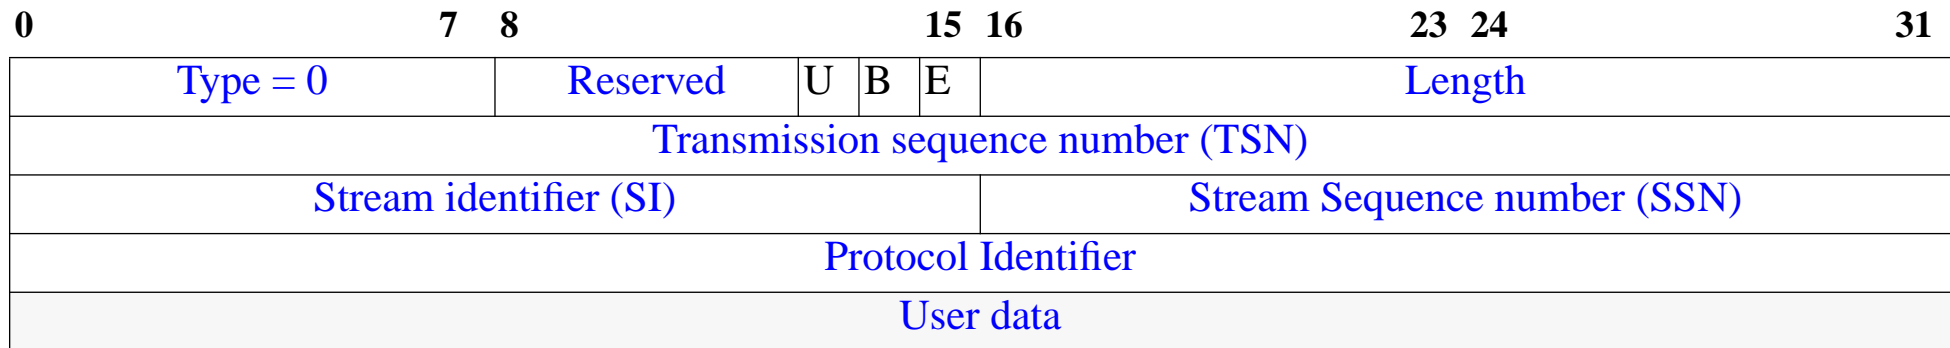 0 7 8 15 16 23 24 31
Type = 0 Reserved U B E Length
Transmission sequence number (TSN)
Stream identifier (SI) Stream Sequence number (SSN)
Protocol Identifier
User data